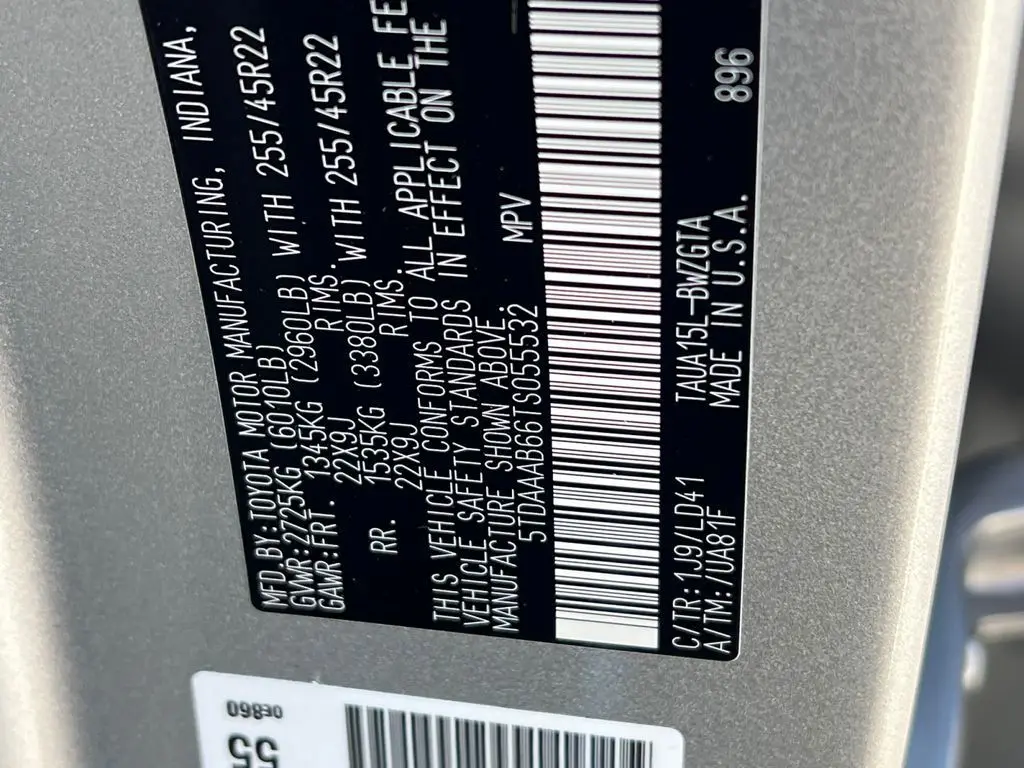 MFD.BY:TOYOTA MOTOR MANUFACTURING, INDIANA,
GVWR:2725KG (6010LB)
GAWR:FRT. 1345KG (2960LB) WITH 255/45R22
22X9J RIMS.
RR. 1535KG (3380LB) WITH 255/45R22
22X9J RIMS.
THIS VEHICLE CONFORMS TO ALL APPLICABLE FE
VEHICLE SAFETY STANDARDS IN EFFECT ON THE
MANUFACTURE SHOWN ABOVE.
5TDAAAB66TS055532 MPV
C/TR:1J9/LD41 TAUA15L-BWZGTA 896
A/TM:/UA81F MADE IN U.S.A.
0E860
55